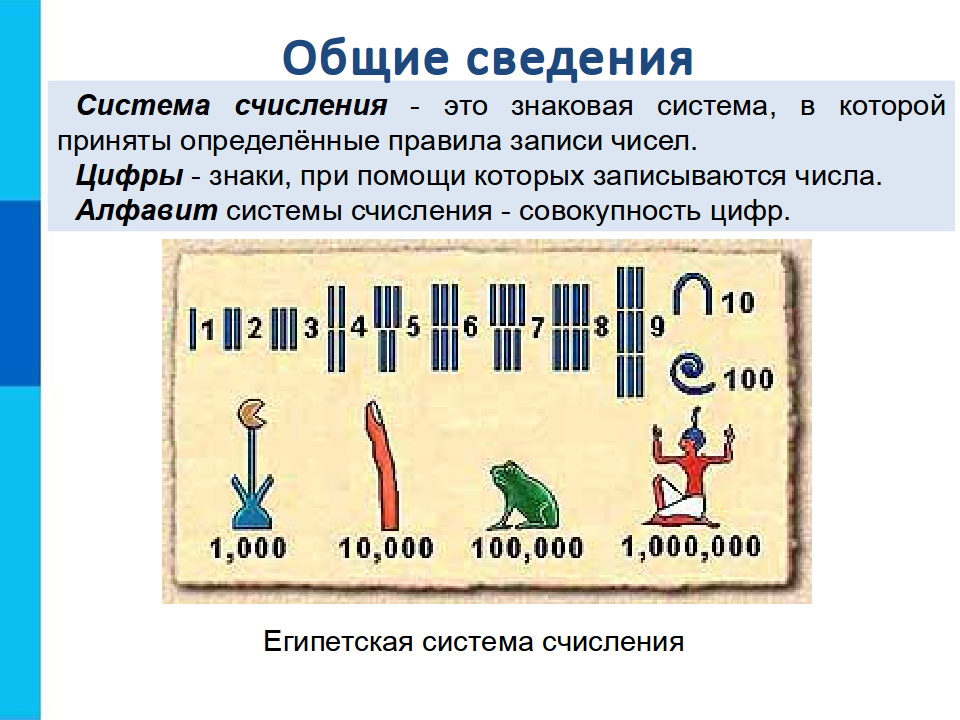 Общие сведения
Система счисления - это знаковая система, в которой
приняты определённые правила записи чисел.
Цифры - знаки, при помощи которых записываются числа.
Алфавит системы счисления - совокупность цифр.
1 2 3 4 5 6 7 8 9 10
100
1,000 10,000 100,000 1,000,000
Египетская система счисления